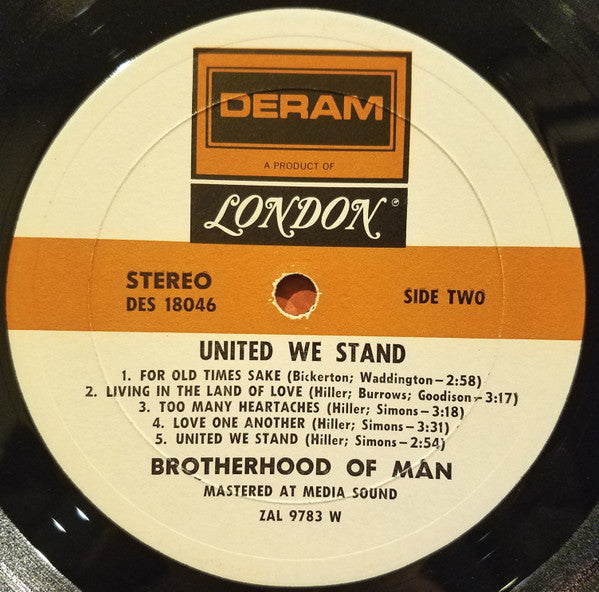 DERAM
A PRODUCT OF
LONDON®
STEREO
DES 18046
SIDE TWO
UNITED WE STAND
1. FOR OLD TIMES SAKE (Bickerton; Waddington—2:58)
2. LIVING IN THE LAND OF LOVE (Hiller; Burrows; Goodison—3:17)
3. TOO MANY HEARTACHES (Hiller; Simons—3:18)
4. LOVE ONE ANOTHER (Hiller; Simons—3:31)
5. UNITED WE STAND (Hiller; Simons—2:54)
BROTHERHOOD OF MAN
MASTERED AT MEDIA SOUND
ZAL 9783 W